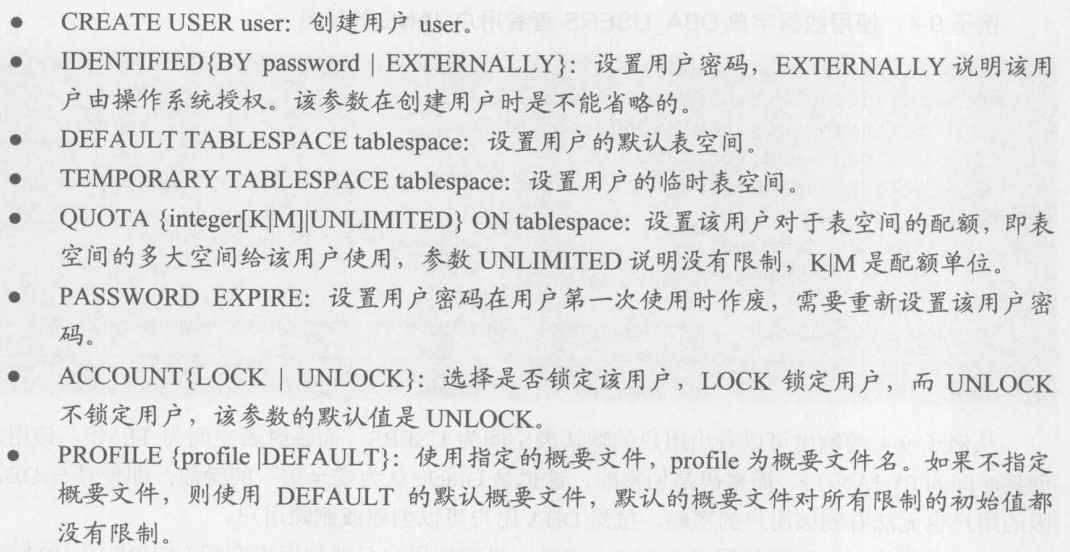 ● CREATE USER user：创建用户 user。
● IDENTIFIED{BY password | EXTERNALLY}：设置用户密码，EXTERNALLY 说明该用
户由操作系统授权。该参数在创建用户时是不能省略的。
● DEFAULT TABLESPACE tablespace：设置用户的默认表空间。
● TEMPORARY TABLESPACE tablespace：设置用户的临时表空间。
● QUOTA {integer[K|M]|UNLIMITED} ON tablespace：设置该用户对于表空间的配额，即表
空间的多大空间给该用户使用，参数 UNLIMITED 说明没有限制，K|M 是配额单位。
● PASSWORD EXPIRE：设置用户密码在用户第一次使用时作废，需要重新设置该用户密
码。
● ACCOUNT{LOCK | UNLOCK}：选择是否锁定该用户，LOCK 锁定用户，而 UNLOCK
不锁定用户，该参数的默认值是 UNLOCK。
● PROFILE {profile |DEFAULT}：使用指定的概要文件，profile 为概要文件名。如果不指定
概要文件，则使用 DEFAULT 的默认概要文件，默认的概要文件对所有限制的初始值都
没有限制。